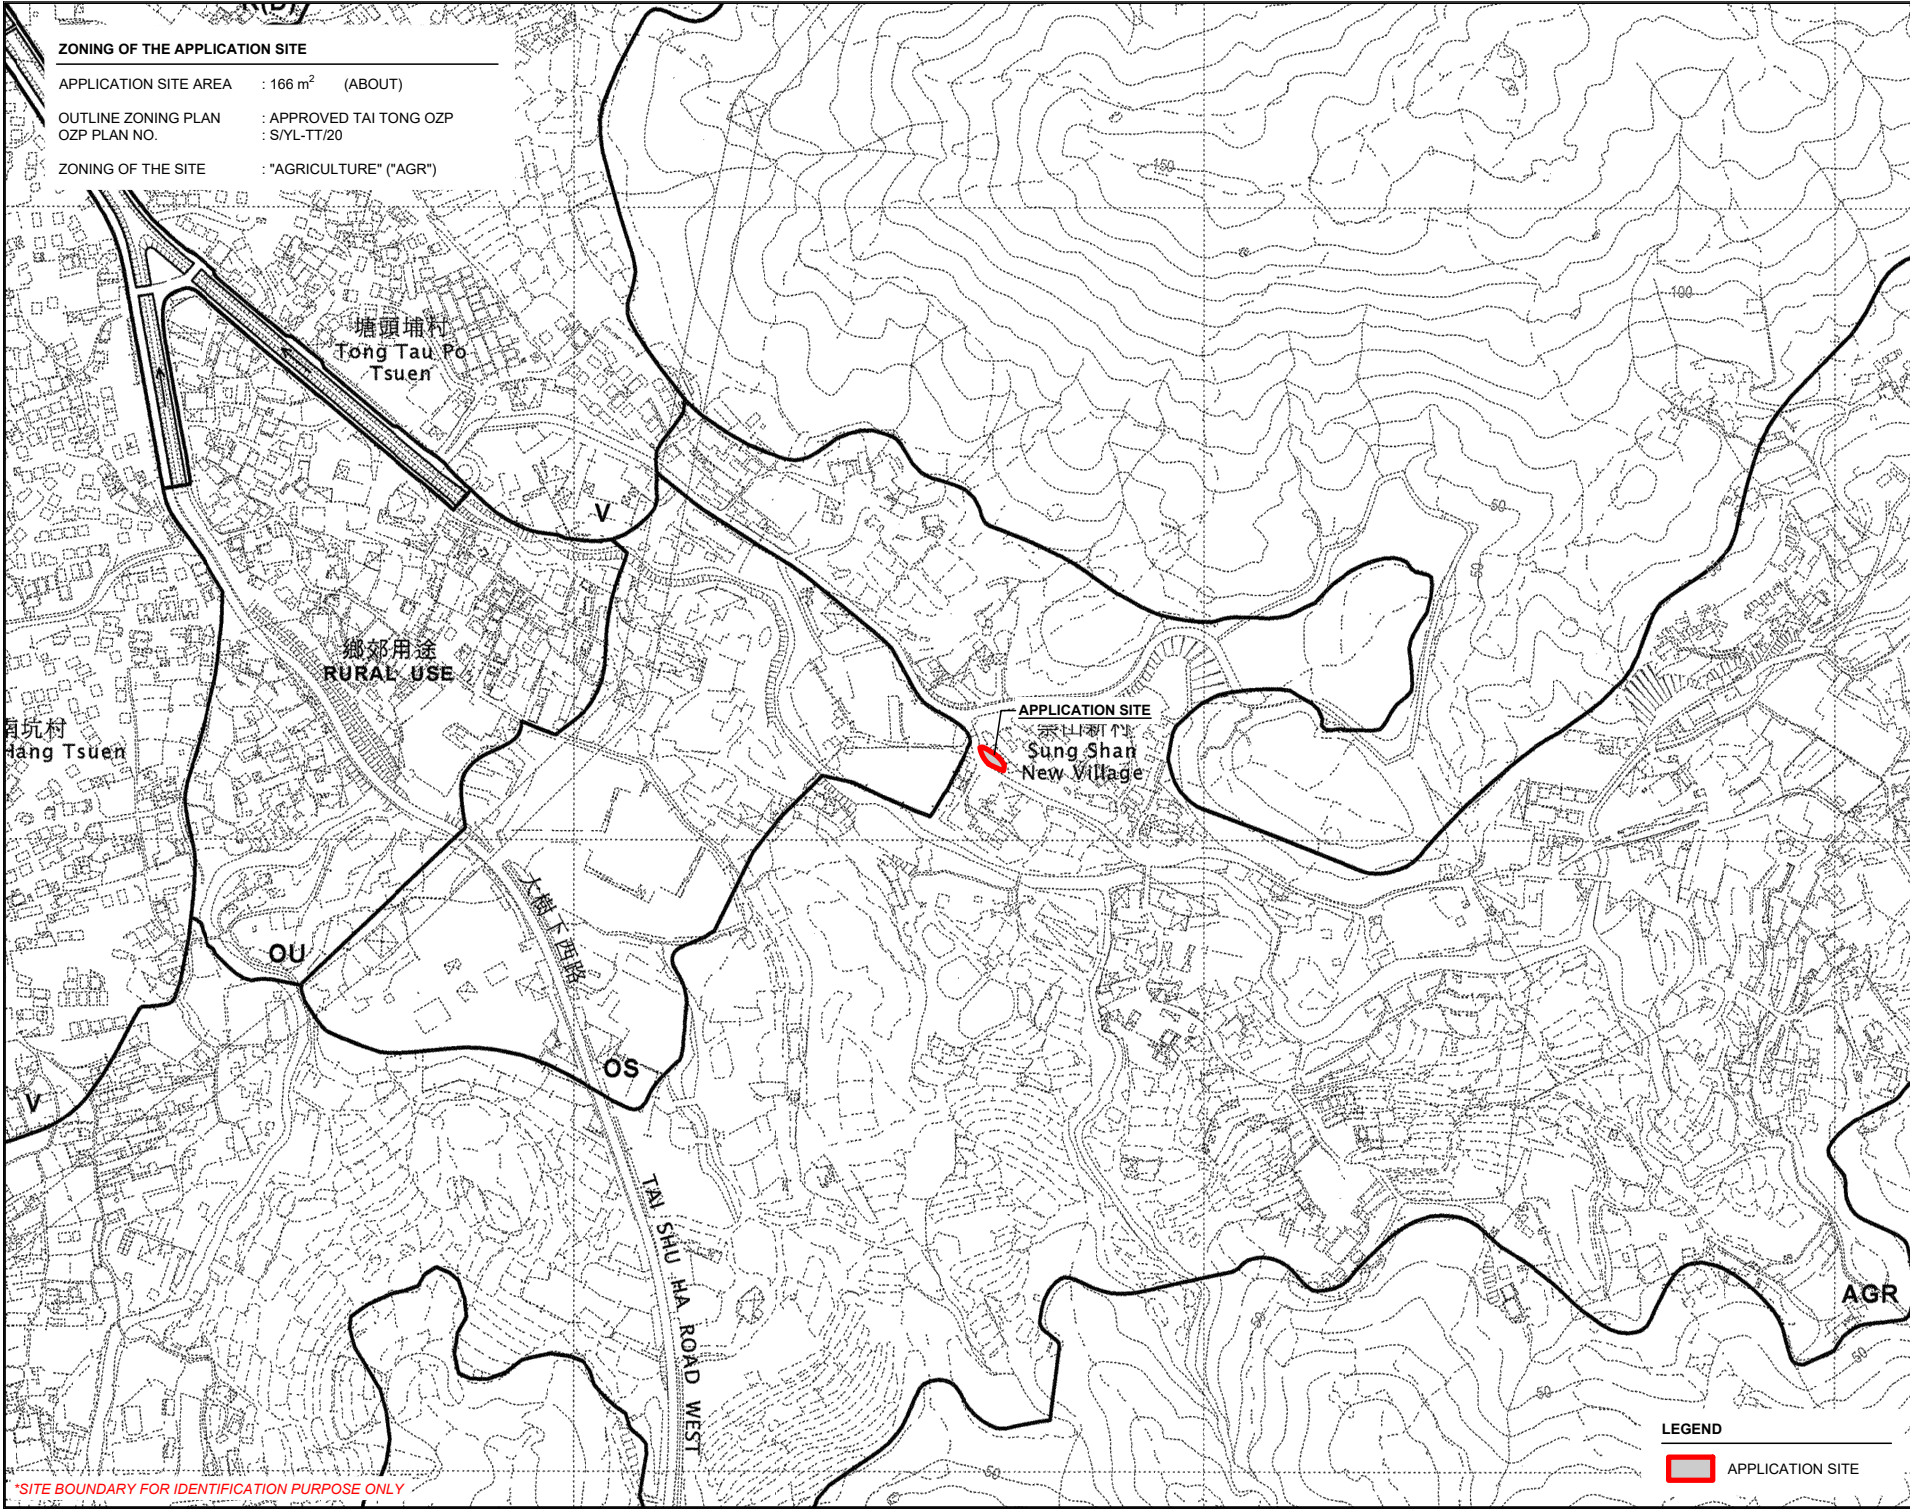 ZONING OF THE APPLICATION SITE
APPLICATION SITE AREA : 166 m² (ABOUT)
OUTLINE ZONING PLAN : APPROVED TAI TONG OZP
OZP PLAN NO. : S/YL-TT/20
ZONING OF THE SITE : "AGRICULTURE" ("AGR")
150
100
塘頭埔村
Tong Tau Po
Tsuen
50
V
50
鄉郊用途
RURAL USE
APPLICATION SITE
Sung Shan
New Village
坑村
Hang Tsuen
大樹下西路
OU
OS
V
TAI SHU HA ROAD WEST
AGR
50
50
50
50
LEGEND
APPLICATION SITE
*SITE BOUNDARY FOR IDENTIFICATION PURPOSE ONLY